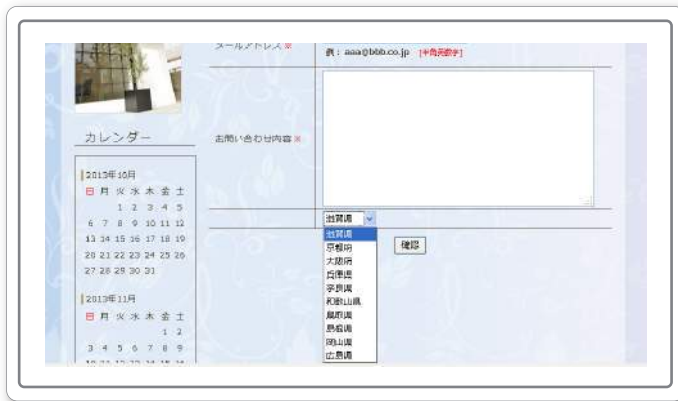 メールアドレス※
例：aaa@bbb.co.jp [半角英数字]
カレンダー
お問い合わせ内容※
2013年10月
日 月 火 水 木 金 土
1 2 3 4 5
6 7 8 9 10 11 12
13 14 15 16 17 18 19
20 21 22 23 24 25 26
27 28 29 30 31
2013年11月
日 月 火 水 木 金 土
1 2
3 4 5 6 7 8 9
滋賀県
滋賀県
京都府
大阪府
兵庫県
奈良県
和歌山県
鳥取県
島根県
岡山県
広島県
確認